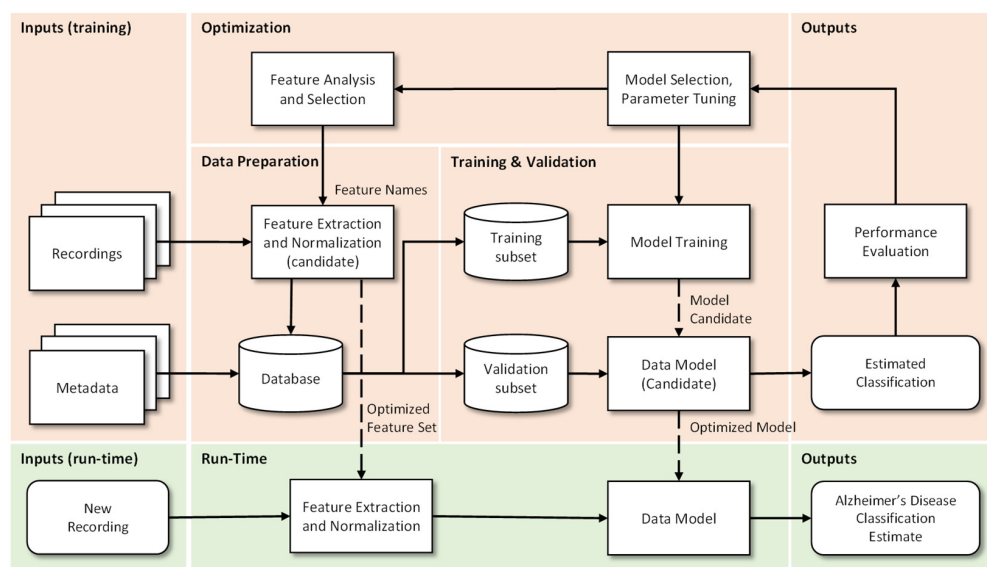 Inputs (training)
Optimization
Outputs
Feature Analysis
and Selection
Model Selection,
Parameter Tuning
Data Preparation
Training & Validation
Feature Names
Recordings
Feature Extraction
and Normalization
(candidate)
Training
subset
Model Training
Performance
Evaluation
Model
Candidate
Metadata
Database
Validation
subset
Data Model
(Candidate)
Estimated
Classification
Optimized
Feature Set
Optimized Model
Inputs (run-time)
Run-Time
Outputs
New
Recording
Feature Extraction
and Normalization
Data Model
Alzheimer's Disease
Classification
Estimate